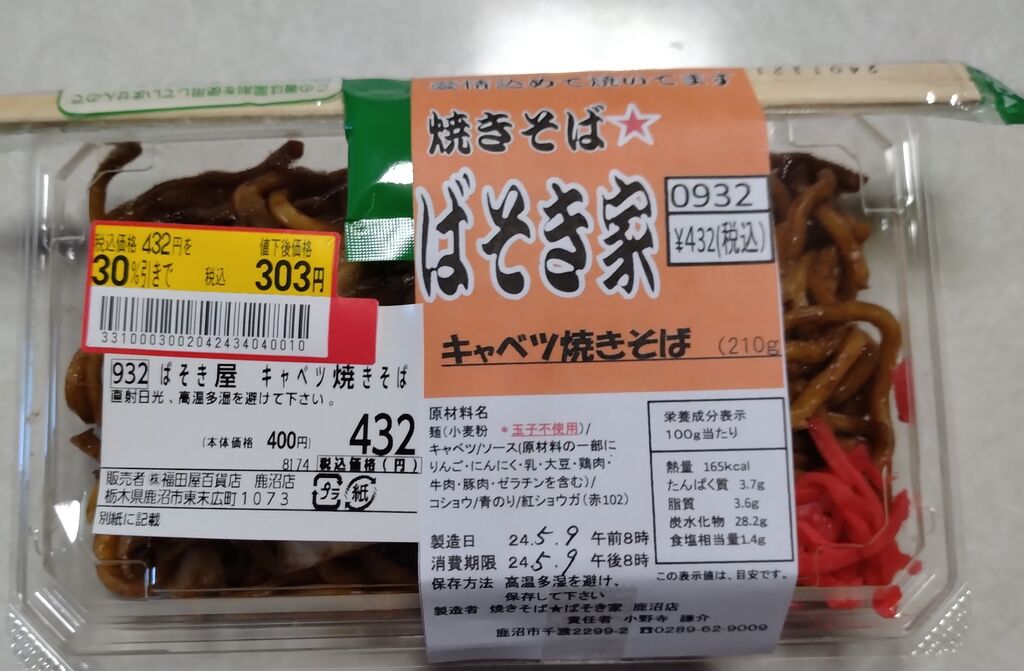 この箸は薬剤を使用していませんので
愛情込めて焼いてます
焼きそば☆
ばそき家
0932
¥432(税込)
キャベツ焼きそば (210g
税込価格 432円を 値下後価格
30%引きで 税込 303円
3310003002042434040010
932 ばそき屋 キャベツ焼きそば
直射日光、高温多湿を避けて下さい。
(本体価格 400円) 432
8174 税込価格(円)
販売者 ㈱福田屋百貨店 鹿沼店
栃木県鹿沼市東末広町1073
プラ 紙
別紙に記載
原材料名
麺(小麦粉 *玉子不使用)/
キャベツ/ソース(原材料の一部に
りんご・にんにく・乳・大豆・鶏肉・
牛肉・豚肉・ゼラチンを含む)/
コショウ/青のり/紅ショウガ(赤102)
製造日 24.5.9 午前8時
消費期限 24.5.9 午後8時
保存方法 高温多湿を避け、
保存して下さい
製造者 焼きそば★ばそき家 鹿沼店
責任者 小野寺 謙介
鹿沼市千渡2299-2 ☎0289-62-9009
栄養成分表示
100g当たり
熱量 165kcal
たんぱく質 3.7g
脂質 3.6g
炭水化物 28.2g
食塩相当量1.4g
この表示値は、目安です。